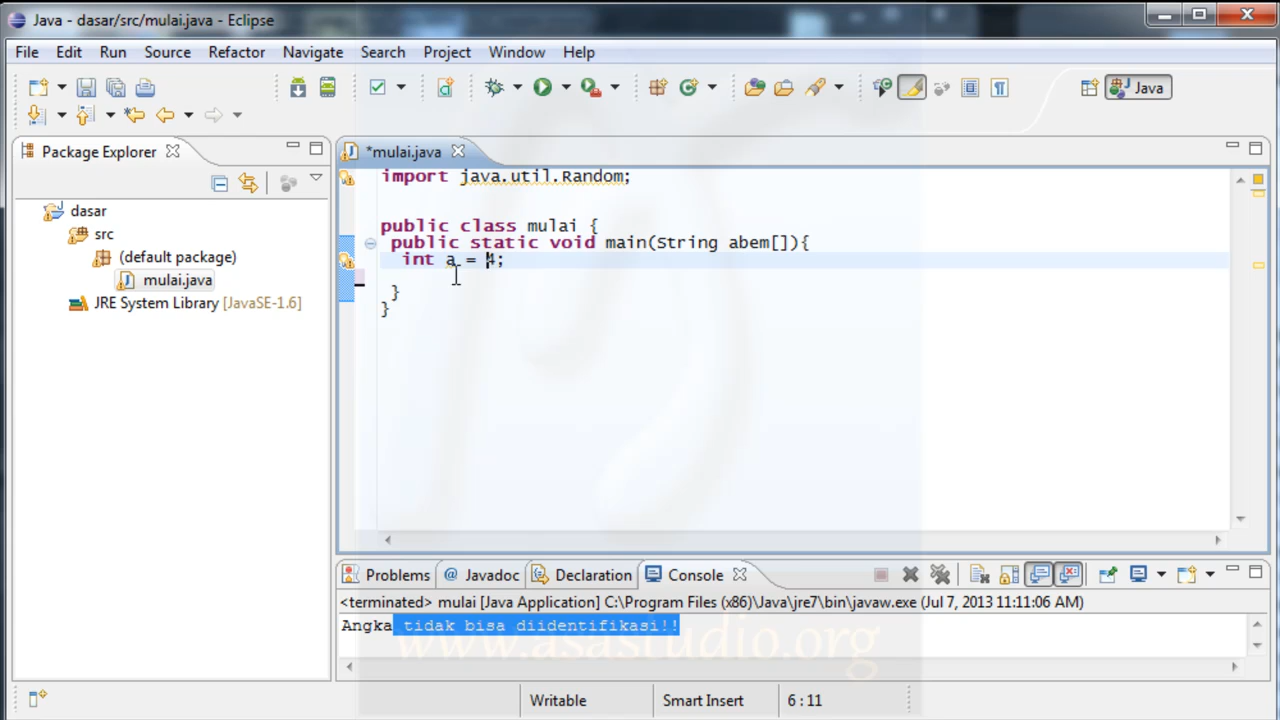 Java - dasar/src/mulai.java - Eclipse
File Edit Run Source Refactor Navigate Search Project Window Help
Java
Package Explorer
*mulai.java
dasar
src
(default package)
mulai.java
JRE System Library [JavaSE-1.6]
import java.util.Random;
public class mulai {
public static void main(String abem[]){
int a = 4;
}
}
Problems @ Javadoc Declaration Console
<terminated> mulai [Java Application] C:\Program Files (x86)\Java\jre7\bin\javaw.exe (Jul 7, 2013 11:11:06 AM)
Angka tidak bisa diidentifikasi!!
www.asastudio.org
Writable Smart Insert 6 : 11